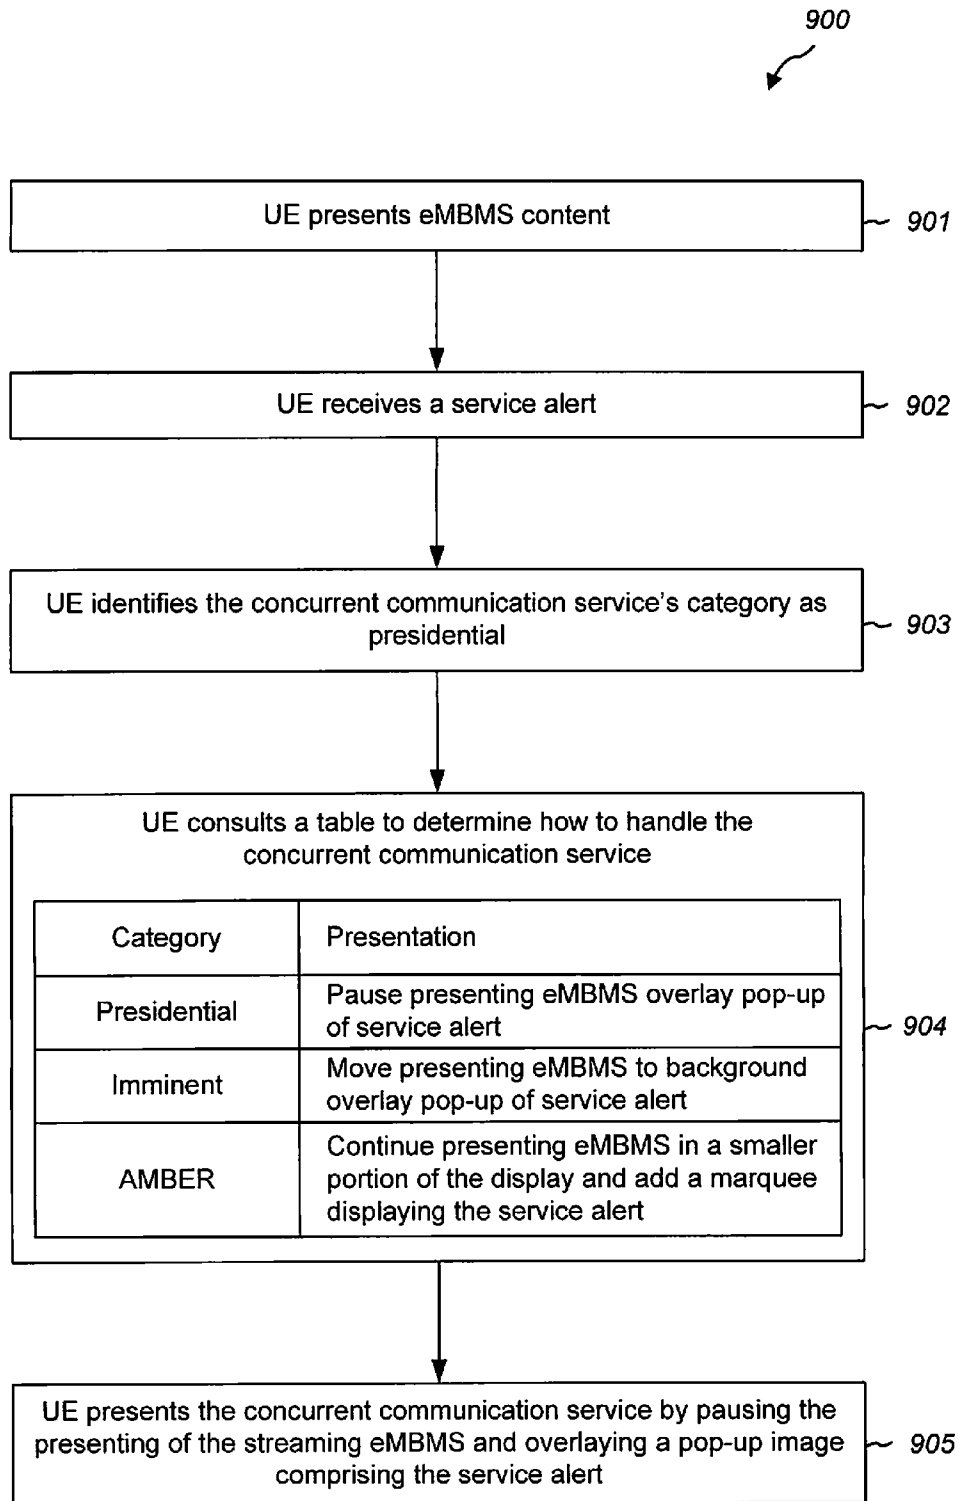 900
UE presents eMBMS content
901
UE receives a service alert
902
UE identifies the concurrent communication service's category as
presidential
903
UE consults a table to determine how to handle the
concurrent communication service
Category
Presentation
Presidential
Pause presenting eMBMS overlay pop-up
of service alert
Imminent
Move presenting eMBMS to background
overlay pop-up of service alert
AMBER
Continue presenting eMBMS in a smaller
portion of the display and add a marquee
displaying the service alert
904
UE presents the concurrent communication service by pausing the
presenting of the streaming eMBMS and overlaying a pop-up image
comprising the service alert
905